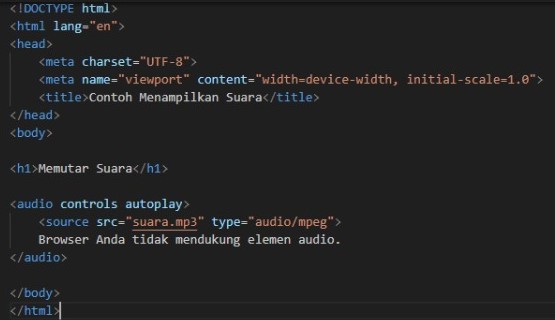 <!DOCTYPE html>
<html lang="en">
<head>
    <meta charset="UTF-8">
    <meta name="viewport" content="width=device-width, initial-scale=1.0">
    <title>Contoh Menampilkan Suara</title>
</head>
<body>

<h1>Memutar Suara</h1>

<audio controls autoplay>
    <source src="suara.mp3" type="audio/mpeg">
    Browser Anda tidak mendukung elemen audio.
</audio>

</body>
</html>